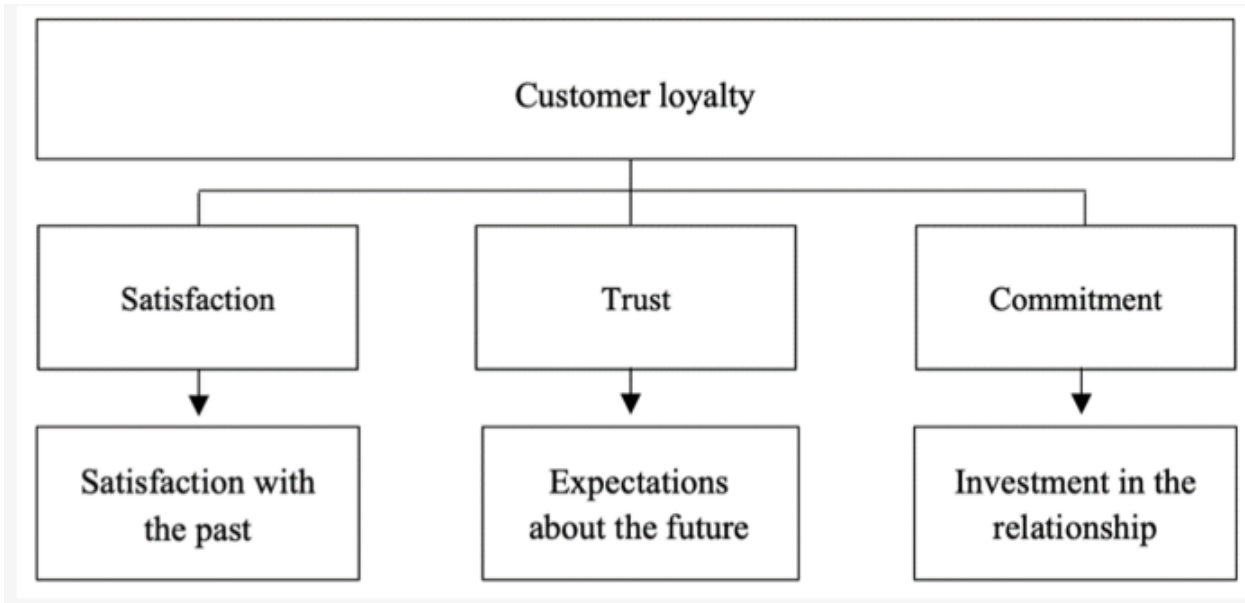 Customer loyalty
Satisfaction
Trust
Commitment
Satisfaction with
the past
Expectations
about the future
Investment in the
relationship